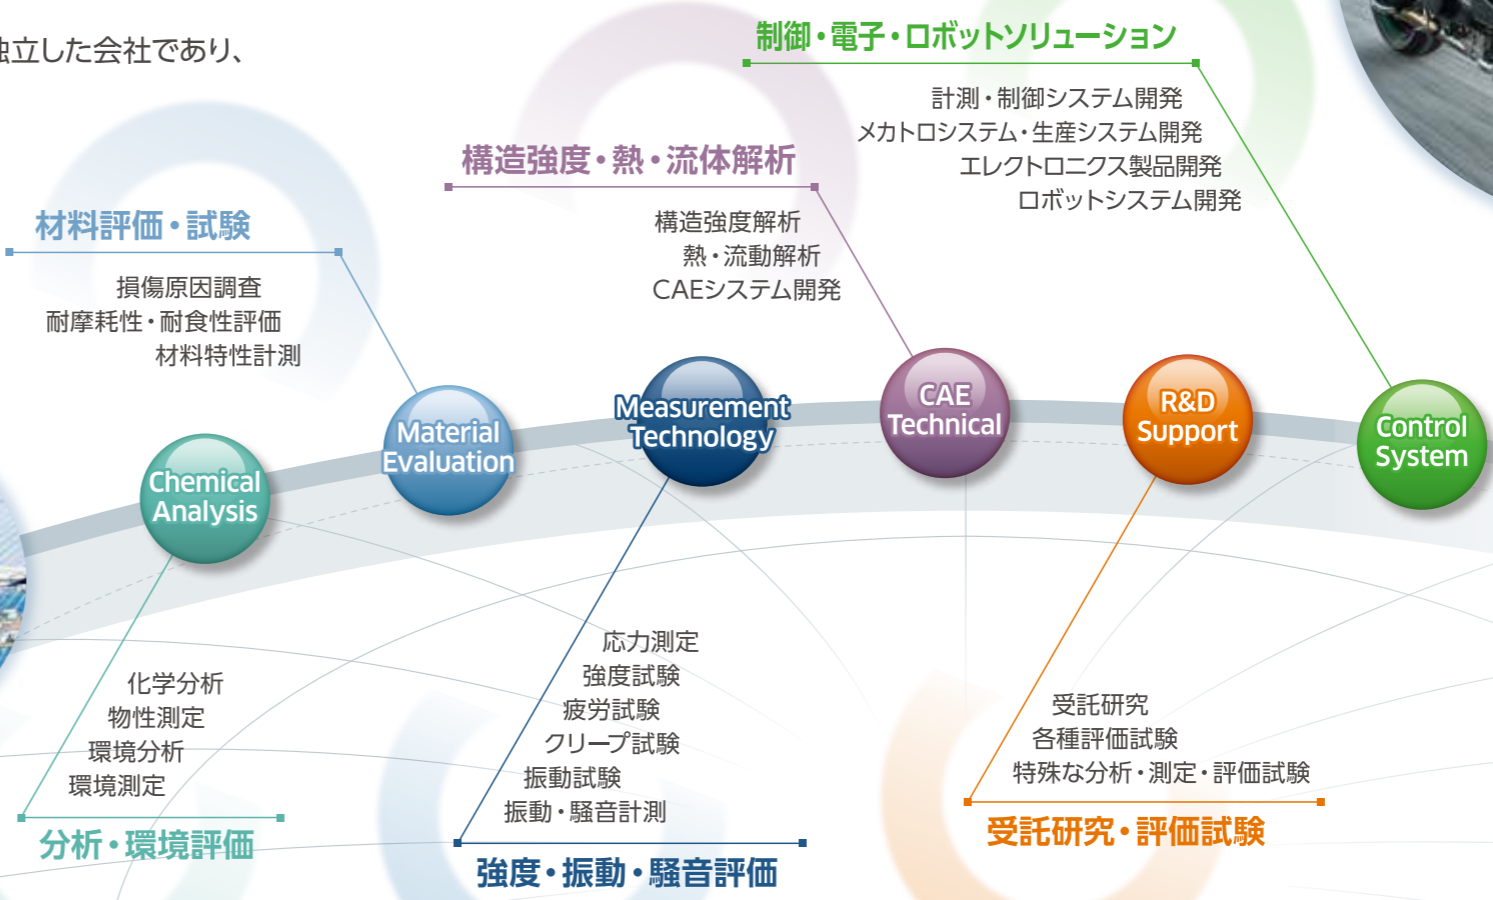 独立した会社であり、
制御・電子・ロボットソリューション
計測・制御システム開発
メカトロシステム・生産システム開発
エレクトロニクス製品開発
ロボットシステム開発
構造強度・熱・流体解析
構造強度解析
熱・流動解析
CAEシステム開発
材料評価・試験
損傷原因調査
耐摩耗性・耐食性評価
材料特性計測
Chemical
Analysis
Material
Evaluation
Measurement
Technology
CAE
Technical
R&D
Support
Control
System
化学分析
物性測定
環境分析
環境測定
分析・環境評価
応力測定
強度試験
疲労試験
クリープ試験
振動試験
振動・騒音計測
強度・振動・騒音評価
受託研究
各種評価試験
特殊な分析・測定・評価試験
受託研究・評価試験